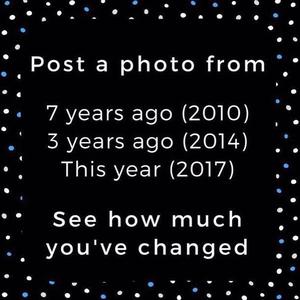 Post a photo from
7 years ago (2010)
3 years ago (2014)
This year (2017)
See how much
you've changed